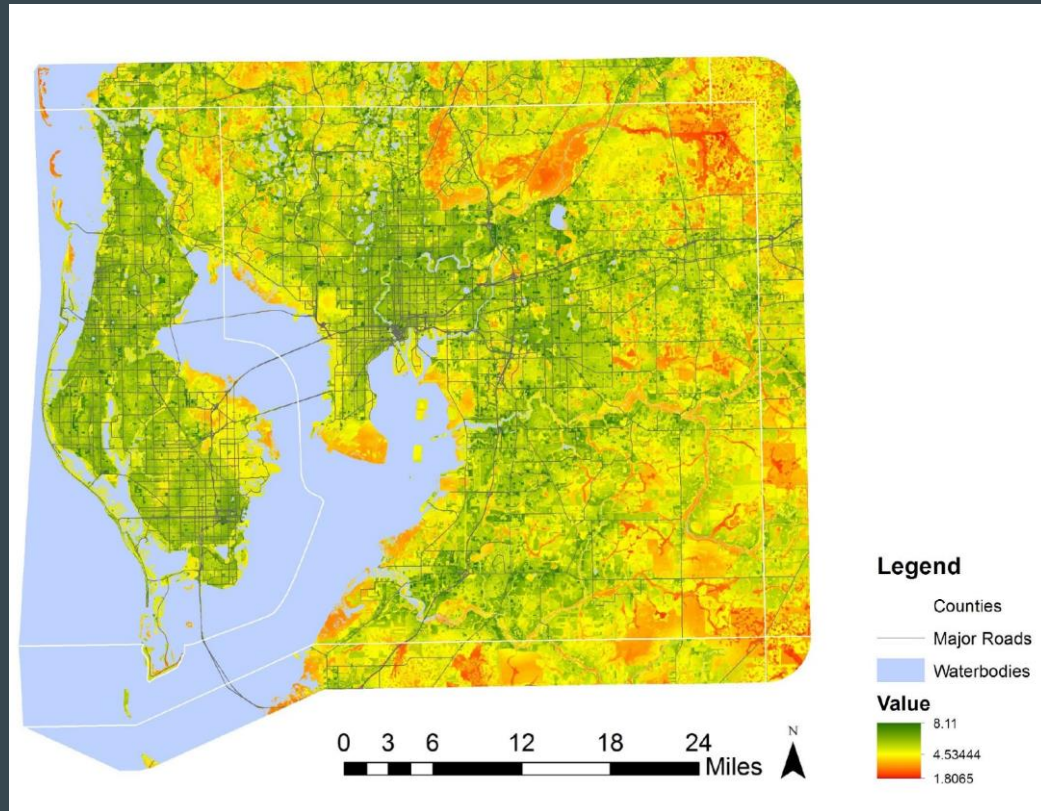 Legend
Counties
Major Roads
Waterbodies
Value
8.11
4.53444
1.8065
0 3 6 12 18 24
Miles
N